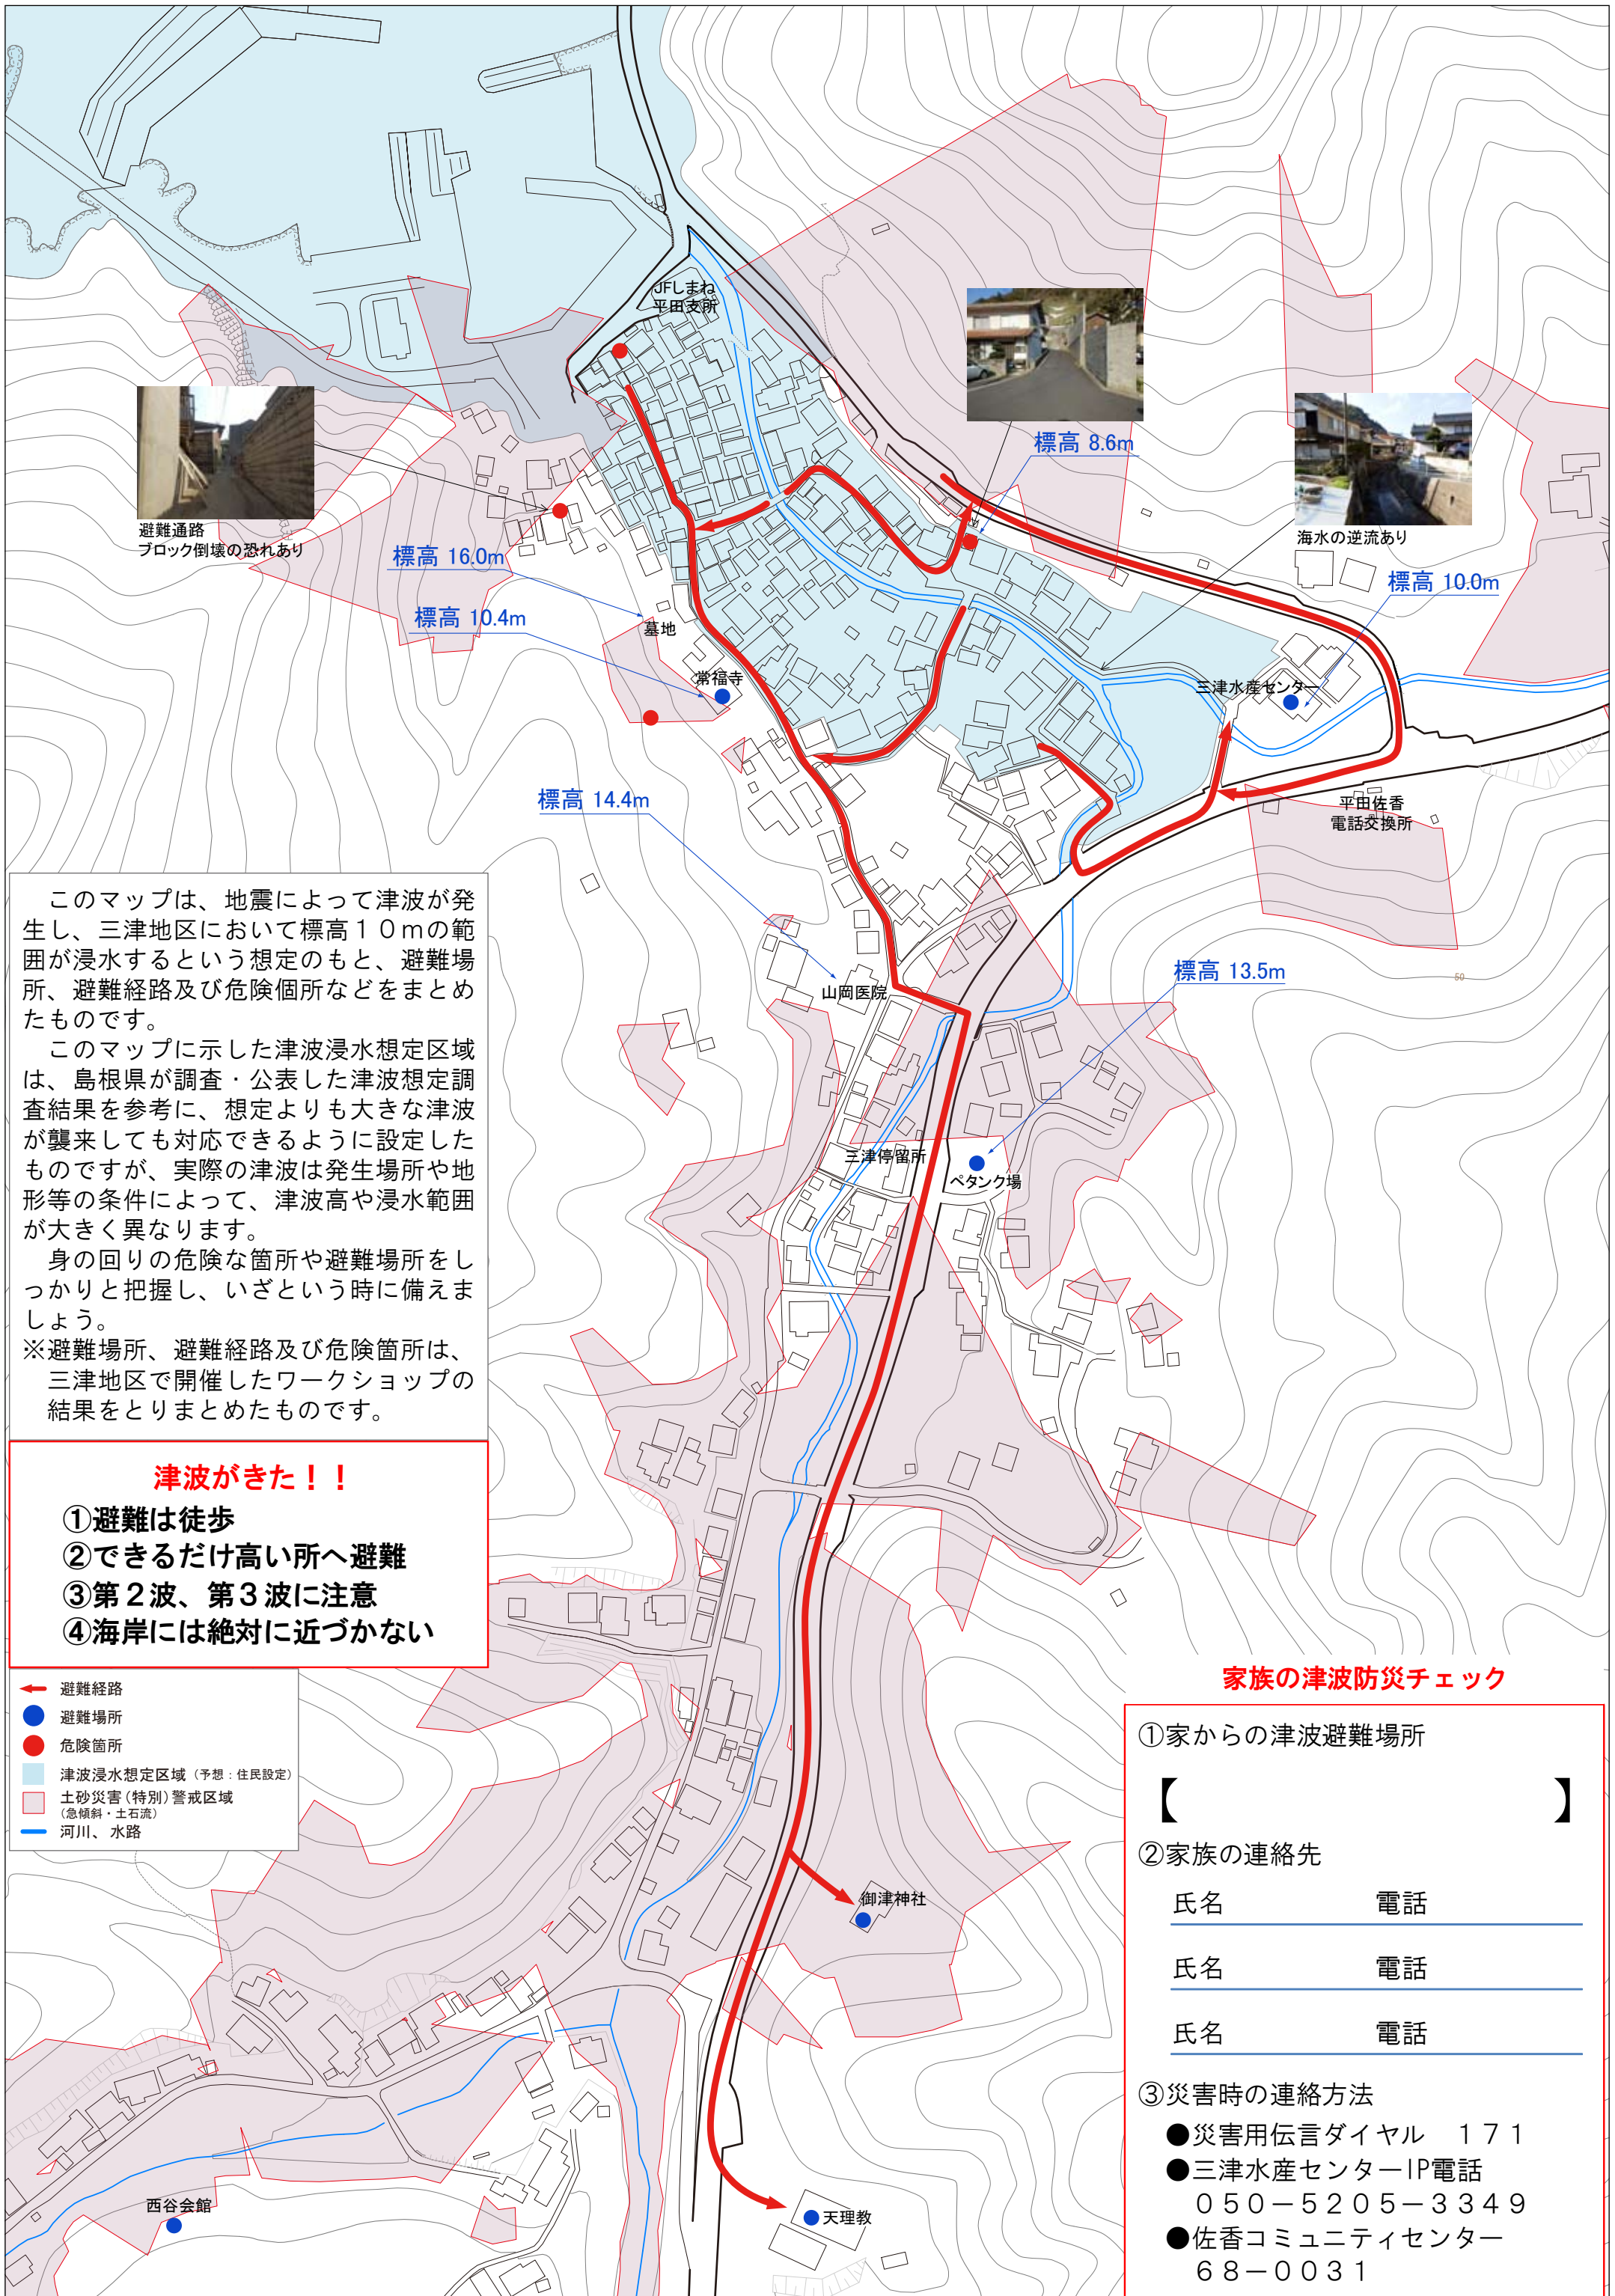 JFしまね
平田支所
標高 8.6m
避難通路
ブロック倒壊の恐れあり
海水の逆流あり
標高 16.0m
標高 10.0m
標高 10.4m
墓地
常福寺
三津水産センター
標高 14.4m
平田佐香
電話交換所
標高 13.5m
50
山岡医院
三津停留所
ペタンク場
このマップは、地震によって津波が発
生し、三津地区において標高１０ｍの範
囲が浸水するという想定のもと、避難場
所、避難経路及び危険個所などをまとめ
たものです。
このマップに示した津波浸水想定区域
は、島根県が調査・公表した津波想定調
査結果を参考に、想定よりも大きな津波
が襲来しても対応できるように設定した
ものですが、実際の津波は発生場所や地
形等の条件によって、津波高や浸水範囲
が大きく異なります。
身の回りの危険な箇所や避難場所をし
っかりと把握し、いざという時に備えま
しょう。
※避難場所、避難経路及び危険箇所は、
三津地区で開催したワークショップの
結果をとりまとめたものです。
津波がきた！！
①避難は徒歩
②できるだけ高い所へ避難
③第２波、第３波に注意
④海岸には絶対に近づかない
避難経路
避難場所
危険箇所
津波浸水想定区域（予想：住民設定）
土砂災害(特別)警戒区域
（急傾斜・土石流）
河川、水路
御津神社
西谷会館
天理教
家族の津波防災チェック
①家からの津波避難場所
【　　　　　　　　】
②家族の連絡先
氏名　　　　　電話
氏名　　　　　電話
氏名　　　　　電話
③災害時の連絡方法
●災害用伝言ダイヤル　１７１
●三津水産センターIP電話
０５０－５２０５－３３４９
●佐香コミュニティセンター
６８－００３１